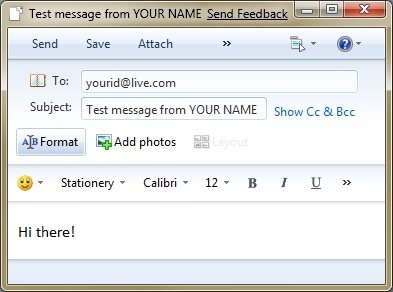 Test message from YOUR NAME Send Feedback
Send Save Attach »
To: yourid@live.com
Subject: Test message from YOUR NAME Show Cc & Bcc
Format Add photos Layout
Stationery Calibri 12 B I U »
Hi there!